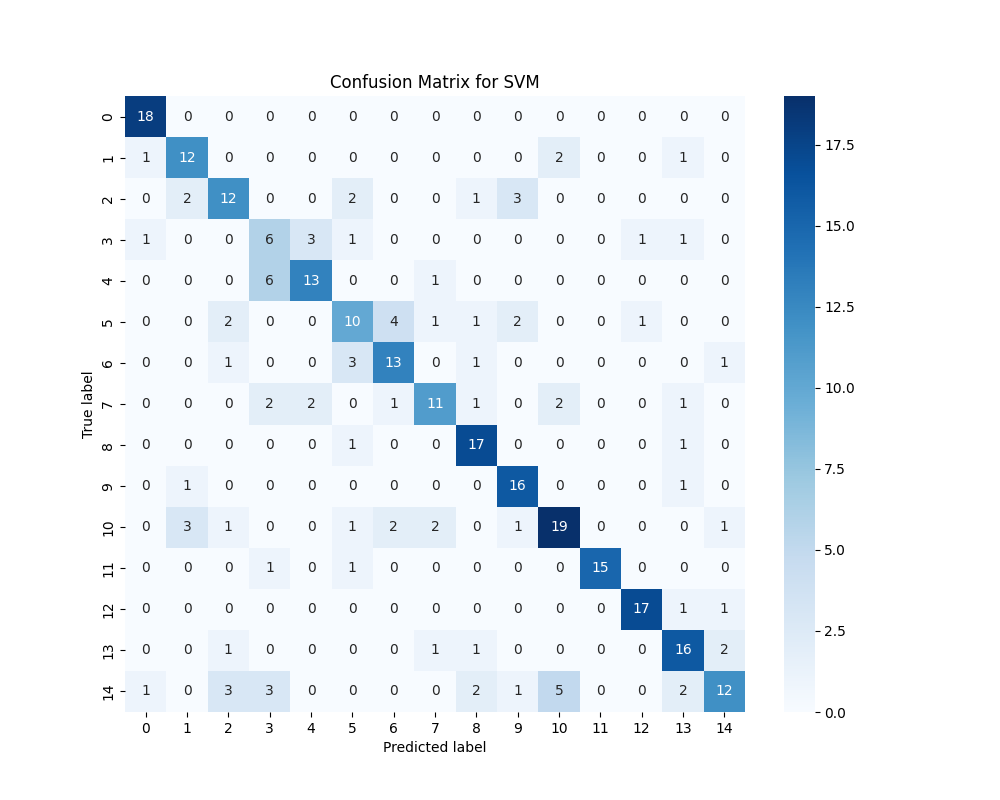 Confusion Matrix for SVM
0 18 0 0 0 0 0 0 0 0 0 0 0 0 0 0
1 1 12 0 0 0 0 0 0 0 0 2 0 0 1 0
2 0 2 12 0 0 2 0 0 1 3 0 0 0 0 0
3 1 0 0 6 3 1 0 0 0 0 0 0 1 1 0
4 0 0 0 6 13 0 0 1 0 0 0 0 0 0 0
5 0 0 2 0 0 10 4 1 1 2 0 0 1 0 0
6 0 0 1 0 0 3 13 0 1 0 0 0 0 0 1
7 0 0 0 2 2 0 1 11 1 0 2 0 0 1 0
8 0 0 0 0 0 1 0 0 17 0 0 0 0 1 0
9 0 1 0 0 0 0 0 0 0 16 0 0 0 1 0
10 0 3 1 0 0 1 2 2 0 1 19 0 0 0 1
11 0 0 0 1 0 1 0 0 0 0 0 15 0 0 0
12 0 0 0 0 0 0 0 0 0 0 0 0 17 1 1
13 0 0 1 0 0 0 0 1 1 0 0 0 0 16 2
14 1 0 3 3 0 0 0 0 2 1 5 0 0 2 12
0 1 2 3 4 5 6 7 8 9 10 11 12 13 14
Predicted label
True label
17.5
15.0
12.5
10.0
7.5
5.0
2.5
0.0